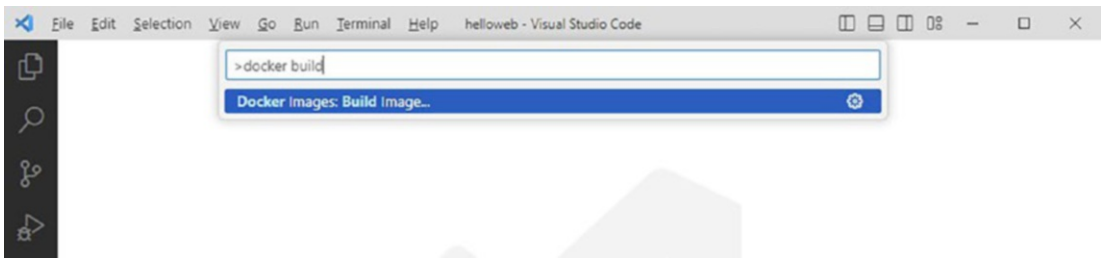 File Edit Selection View Go Run Terminal Help helloweb - Visual Studio Code
>docker build
Docker Images: Build Image...